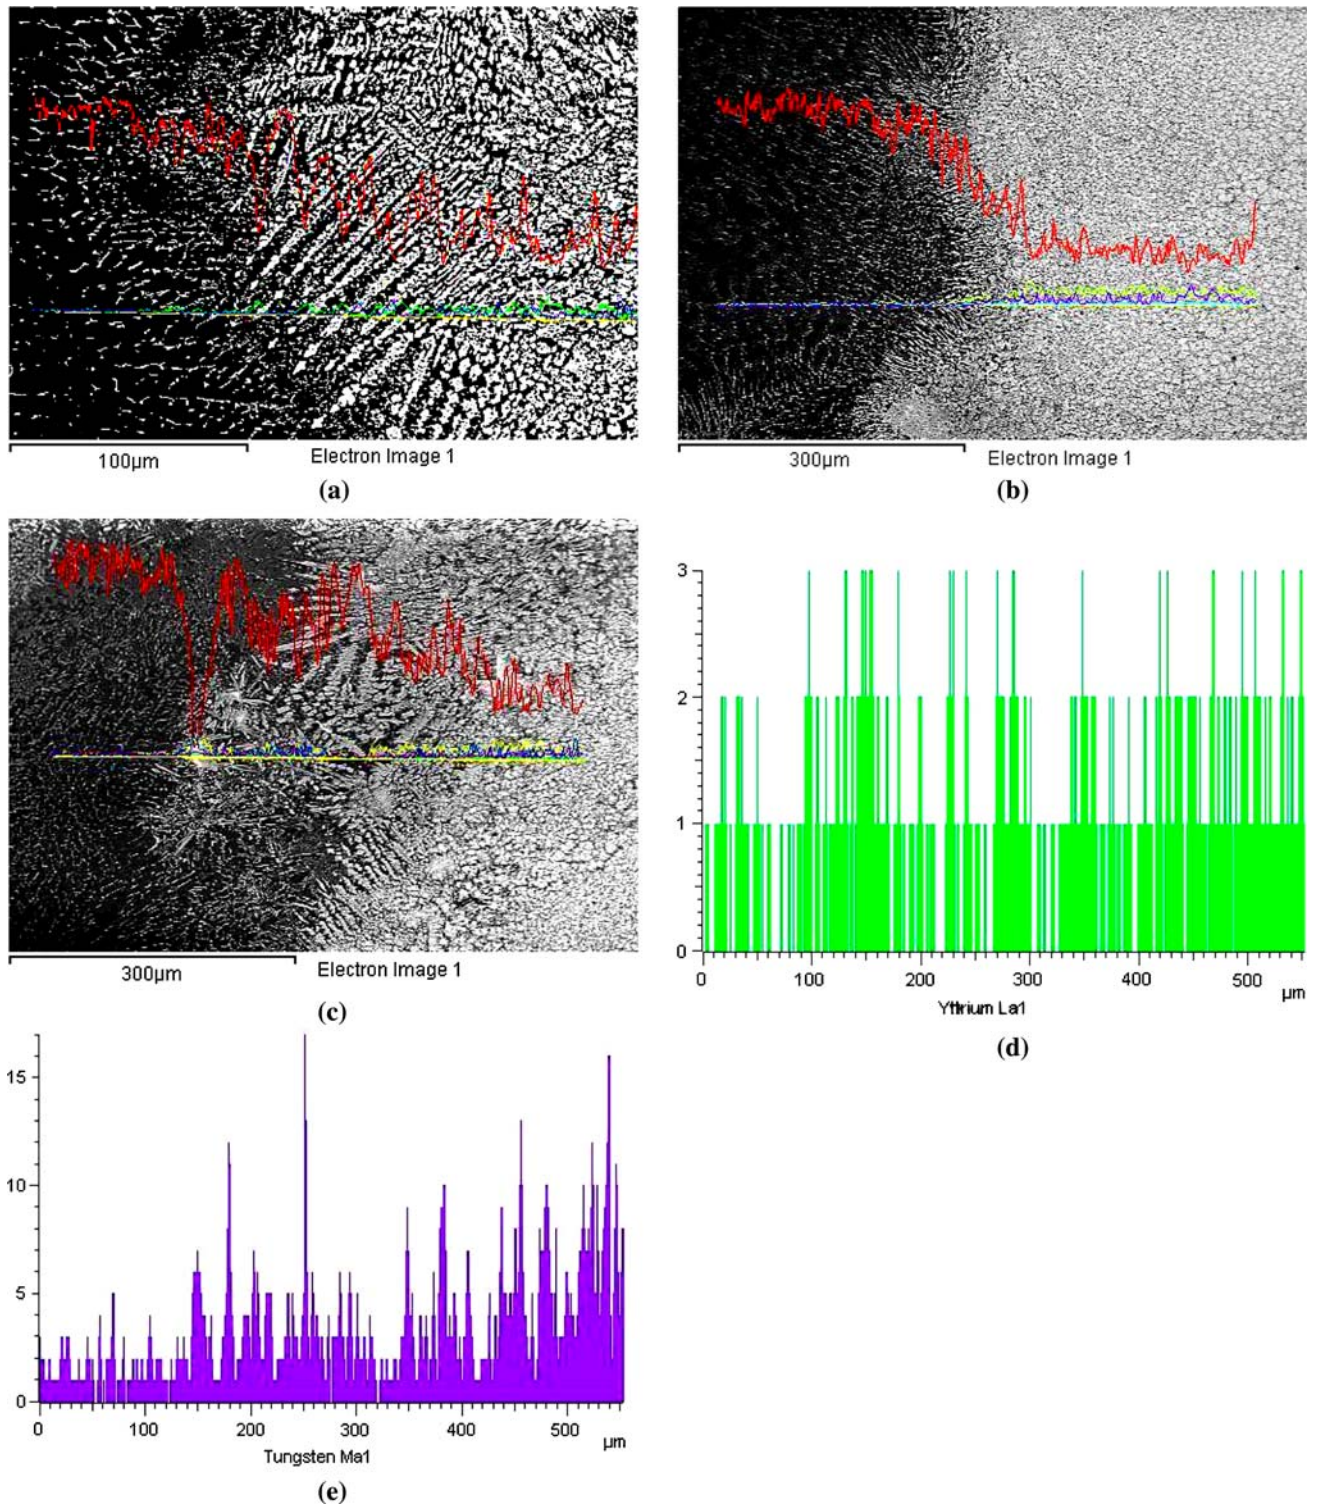 100µm Electron Image 1
(a)
300µm Electron Image 1
(b)
300µm Electron Image 1
(c)
3
2
1
0
0 100 200 300 400 500 µm
Yttrium La1
(d)
15
10
5
0
0 100 200 300 400 500 µm
Tungsten Ma1
(e)